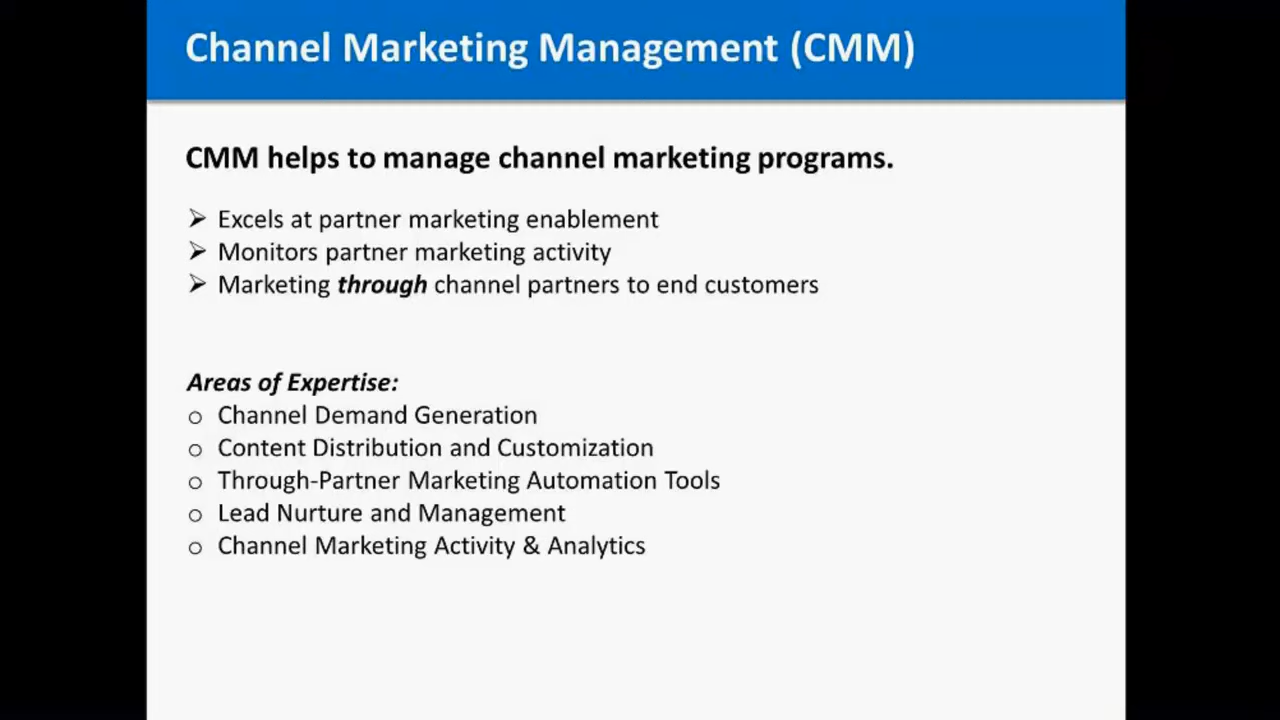 Channel Marketing Management (CMM)
CMM helps to manage channel marketing programs.
➢ Excels at partner marketing enablement
➢ Monitors partner marketing activity
➢ Marketing through channel partners to end customers
Areas of Expertise:
o Channel Demand Generation
o Content Distribution and Customization
o Through-Partner Marketing Automation Tools
o Lead Nurture and Management
o Channel Marketing Activity & Analytics